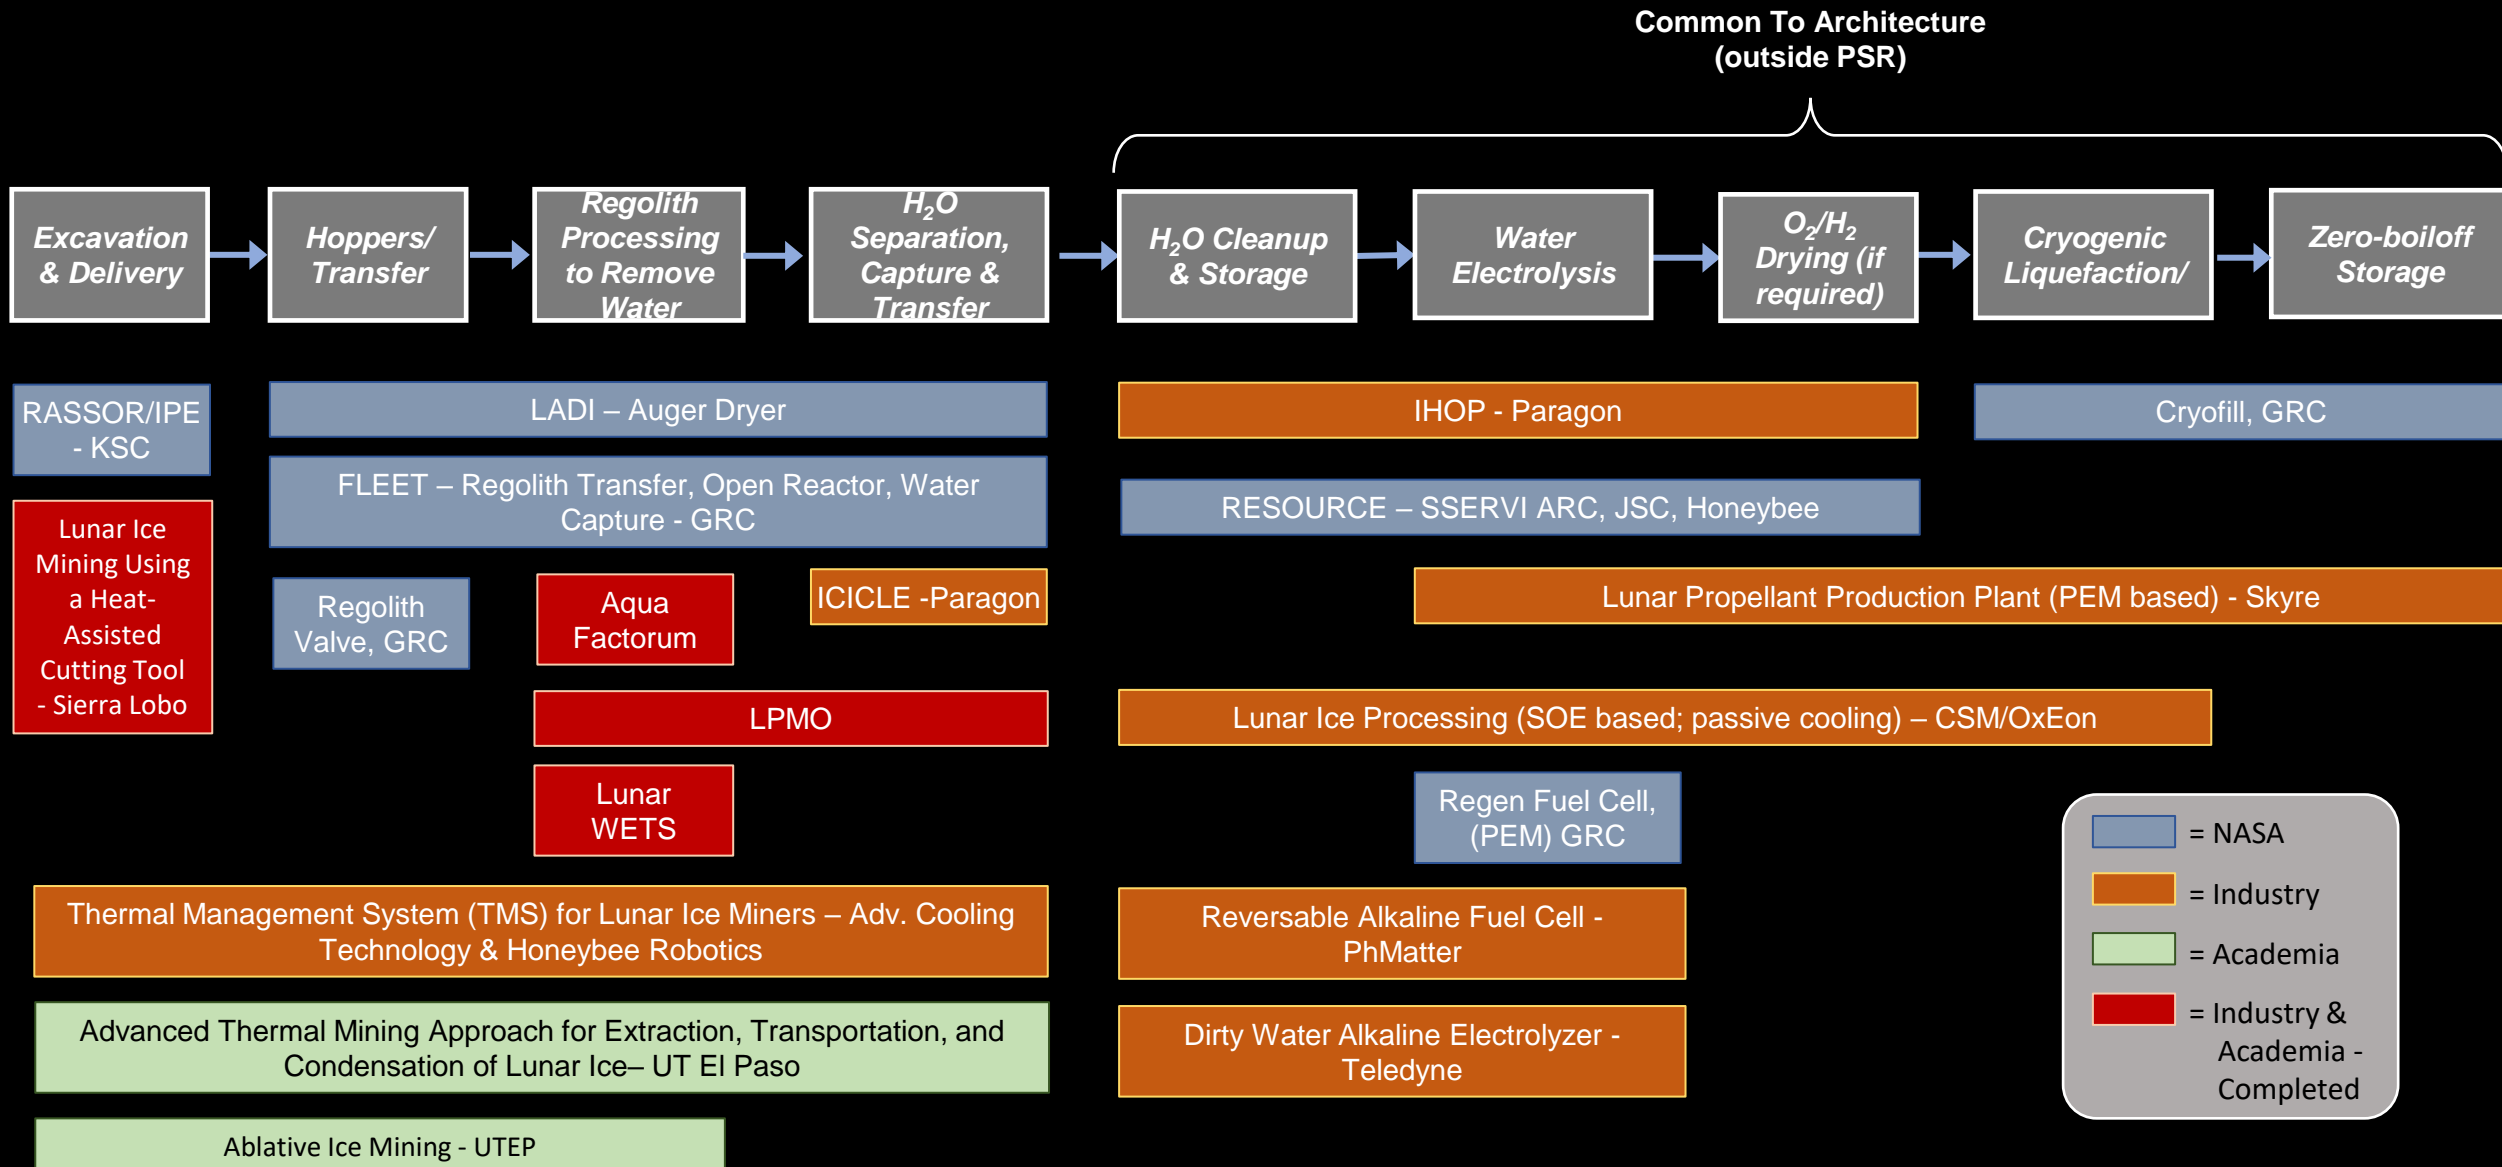 Common To Architecture
(outside PSR)
Excavation
& Delivery
Hoppers/
Transfer
Regolith
Processing
to Remove
Water
H₂O
Separation,
Capture &
Transfer
H₂O Cleanup
& Storage
Water
Electrolysis
O₂/H₂
Drying (if
required)
Cryogenic
Liquefaction/
Zero-boiloff
Storage
RASSOR/IPE
- KSC
LADI – Auger Dryer
IHOP - Paragon
Cryofill, GRC
FLEET – Regolith Transfer, Open Reactor, Water
Capture - GRC
RESOURCE – SSERVI ARC, JSC, Honeybee
Lunar Ice
Mining Using
a Heat-
Assisted
Cutting Tool
- Sierra Lobo
Regolith
Valve, GRC
Aqua
Factorum
ICICLE -Paragon
Lunar Propellant Production Plant (PEM based) - Skyre
LPMO
Lunar Ice Processing (SOE based; passive cooling) – CSM/OxEon
Lunar
WETS
Regen Fuel Cell,
(PEM) GRC
Thermal Management System (TMS) for Lunar Ice Miners – Adv. Cooling
Technology & Honeybee Robotics
Reversable Alkaline Fuel Cell -
PhMatter
Advanced Thermal Mining Approach for Extraction, Transportation, and
Condensation of Lunar Ice– UT El Paso
Dirty Water Alkaline Electrolyzer -
Teledyne
Ablative Ice Mining - UTEP
= NASA
= Industry
= Academia
= Industry &
Academia -
Completed